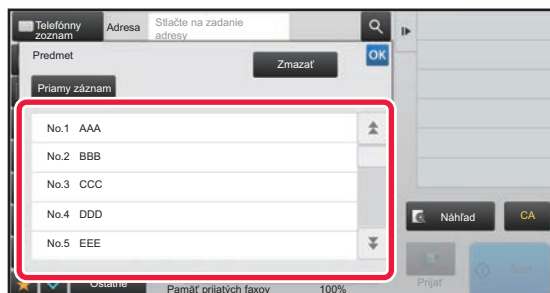 Telefónny
zoznam
Adresa
Stlačte na zadanie
adresy
Predmet
Zmazať
OK
Priamy záznam
No.1 AAA
No.2 BBB
No.3 CCC
No.4 DDD
No.5 EEE
Náhľad
CA
Ostatné
Pamäť prijatých faxov 100%
Prijať
Štart